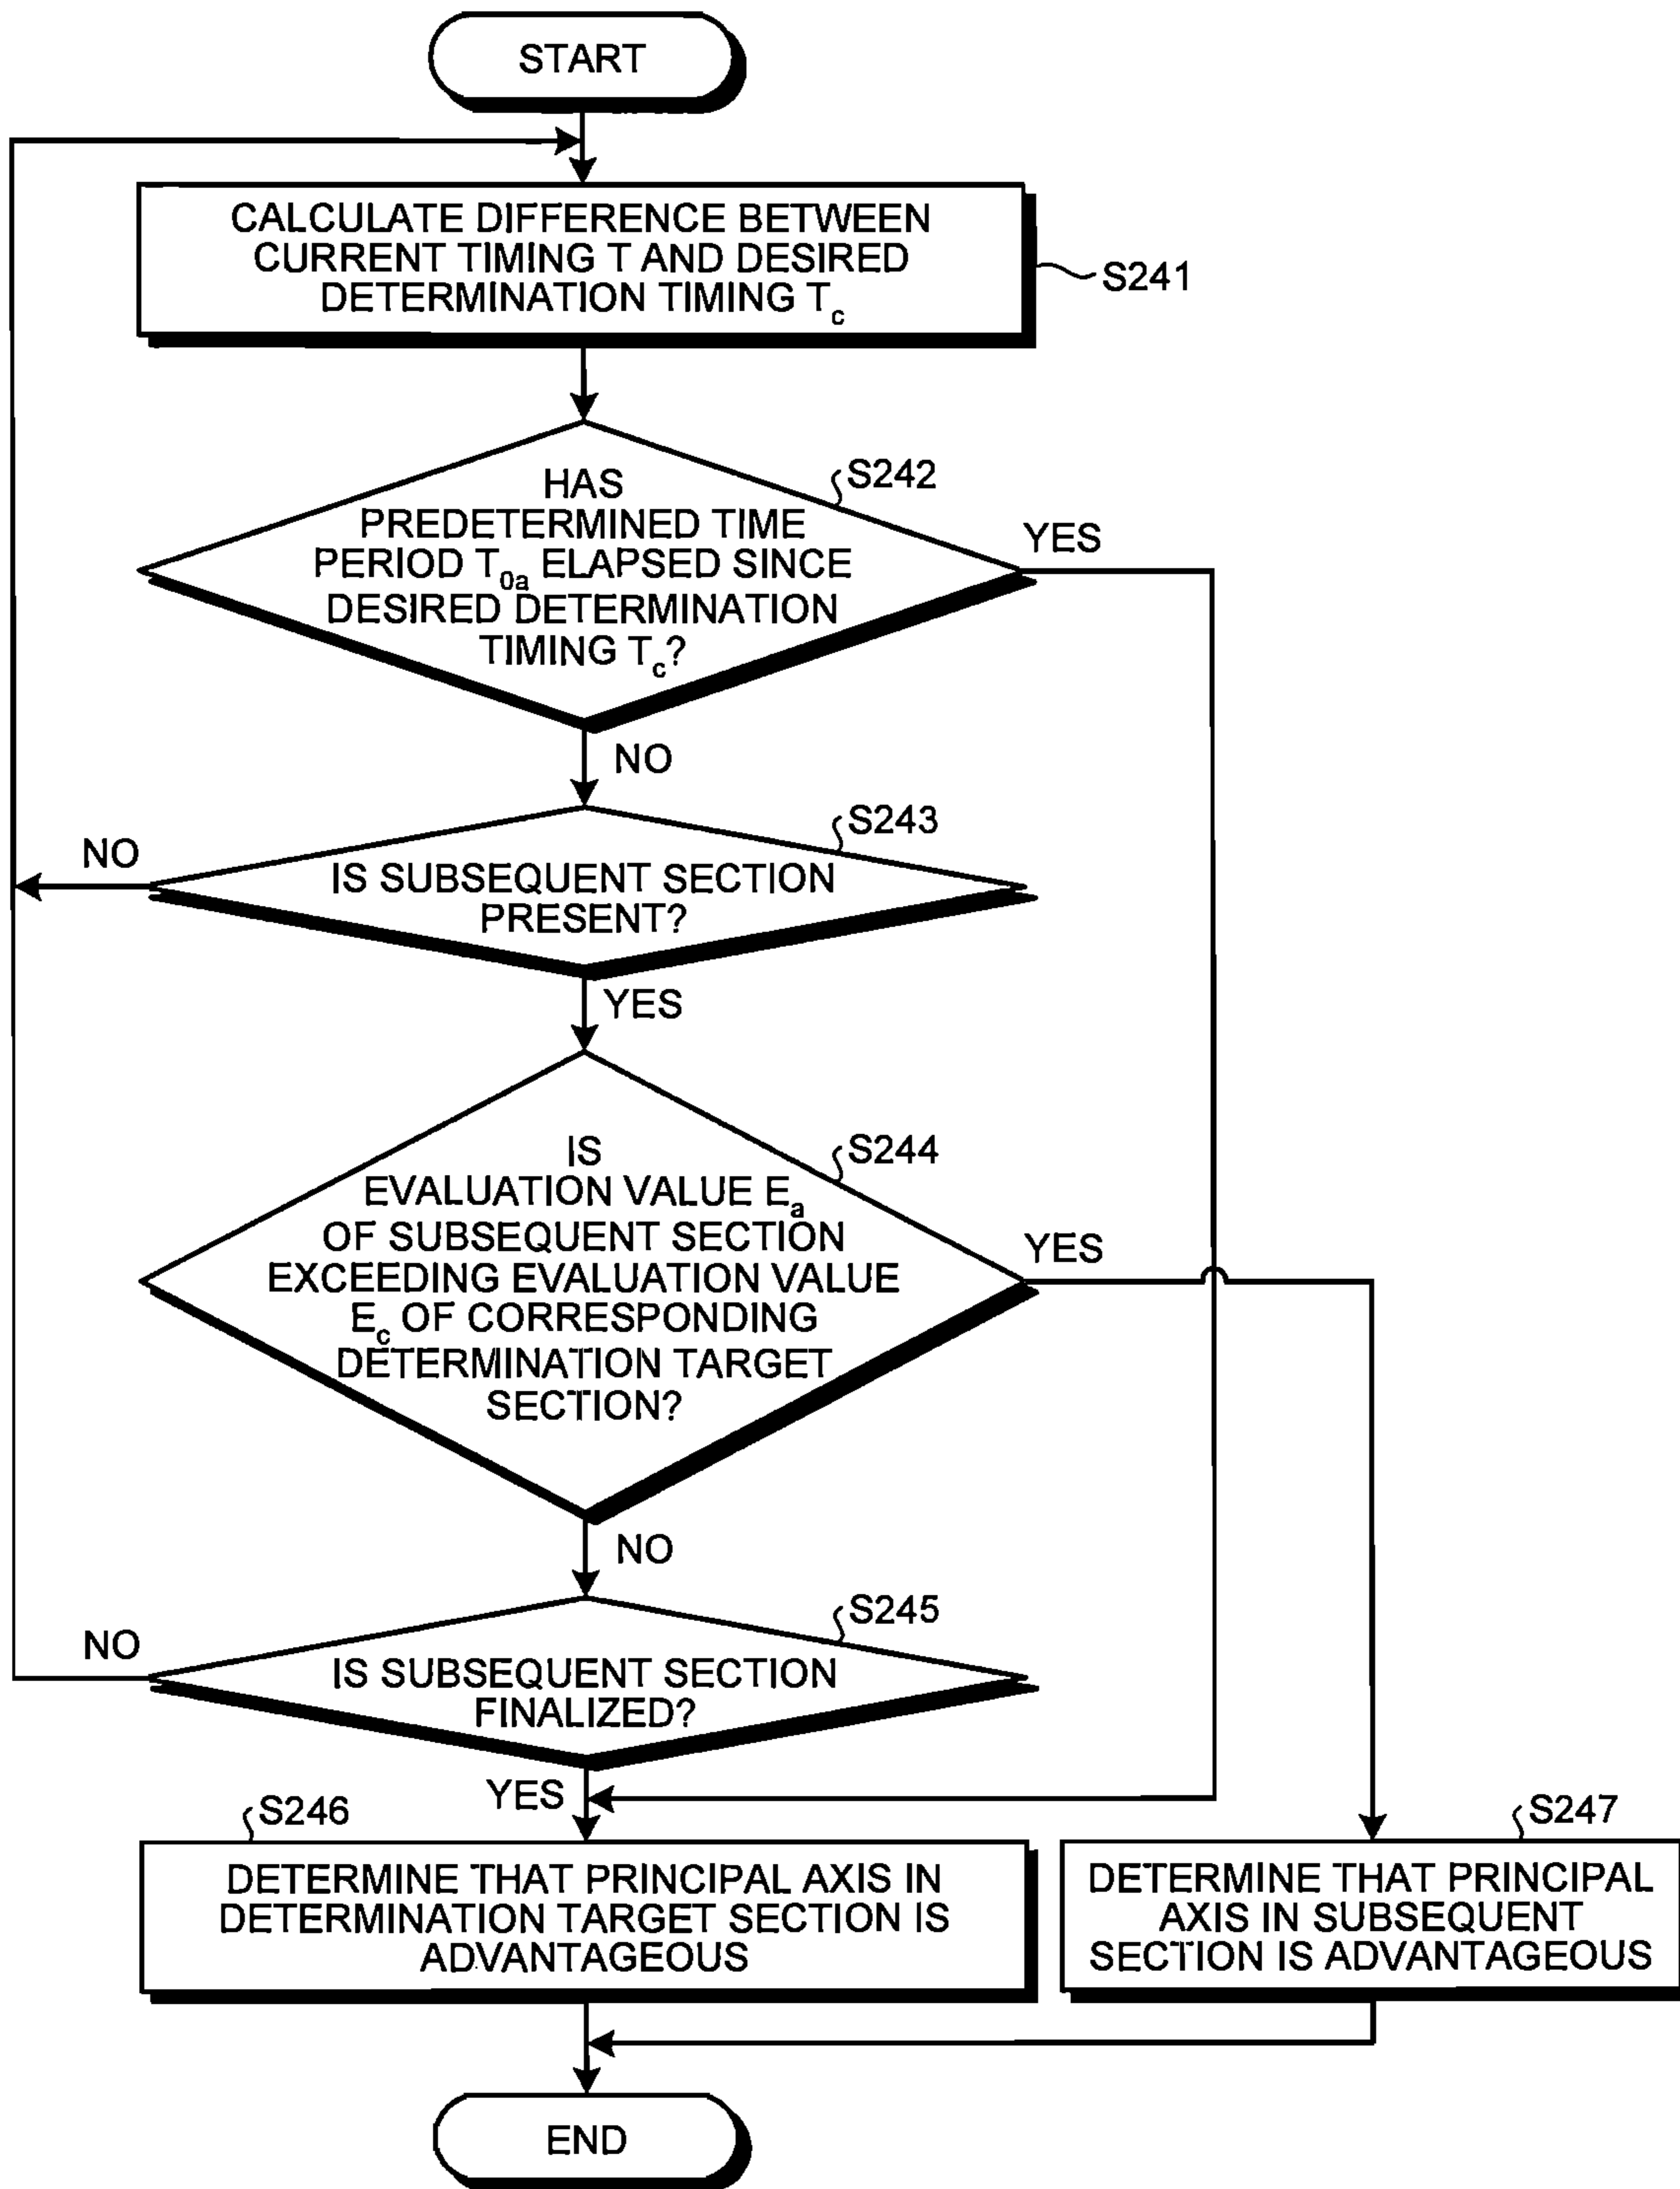 START
CALCULATE DIFFERENCE BETWEEN
CURRENT TIMING T AND DESIRED
DETERMINATION TIMING Tc
S241
S242
HAS
PREDETERMINED TIME
PERIOD T0a ELAPSED SINCE
DESIRED DETERMINATION
TIMING Tc?
YES
NO
S243
NO
IS SUBSEQUENT SECTION
PRESENT?
YES
S244
IS
EVALUATION VALUE Ea
OF SUBSEQUENT SECTION
EXCEEDING EVALUATION VALUE
Ec OF CORRESPONDING
DETERMINATION TARGET
SECTION?
YES
NO
S245
NO
IS SUBSEQUENT SECTION
FINALIZED?
YES
S246
S247
DETERMINE THAT PRINCIPAL AXIS IN
DETERMINATION TARGET SECTION IS
ADVANTAGEOUS
DETERMINE THAT PRINCIPAL
AXIS IN SUBSEQUENT
SECTION IS ADVANTAGEOUS
END